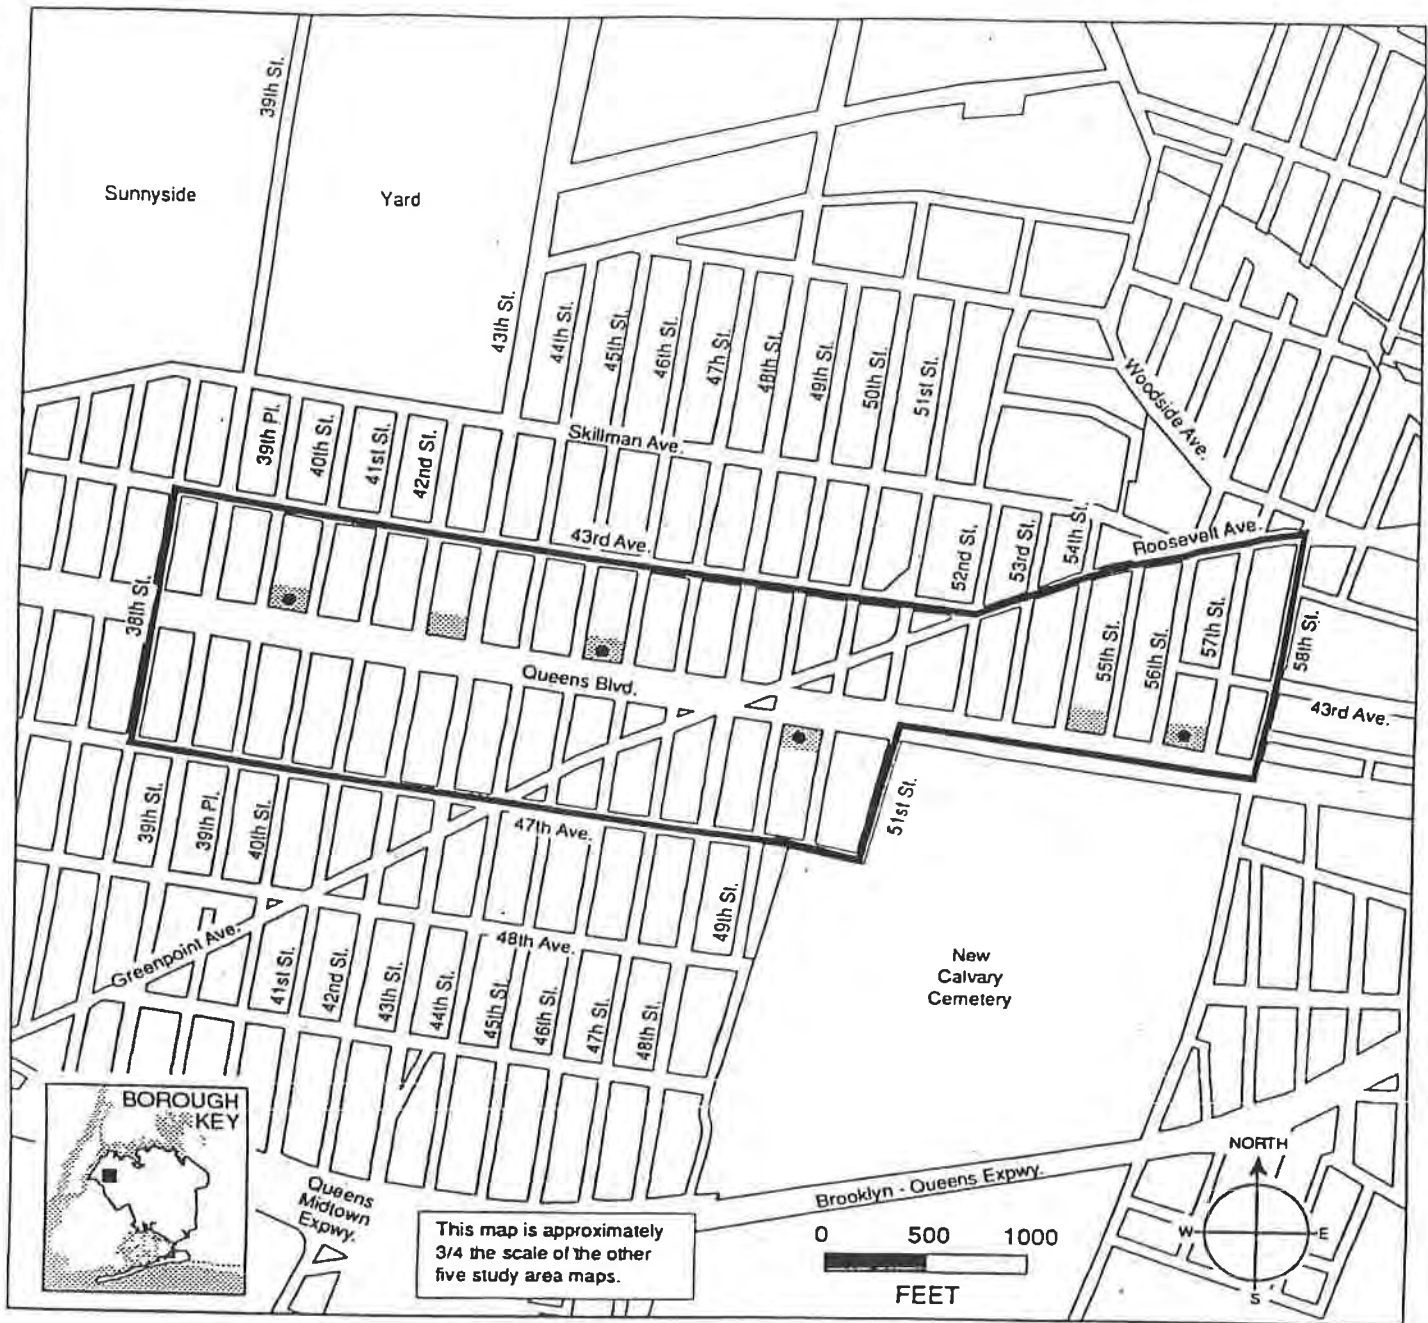 39th St.
Sunnyside
Yard
43th St.
44th St.
45th St.
46th St.
47th St.
48th St.
49th St.
50th St.
51st St.
Woodside Ave.
39th Pl.
40th St.
41st St.
42nd St.
Skillman Ave.
43rd Ave.
52nd St.
53rd St.
54th St.
Roosevelt Ave.
38th St.
Queens Blvd.
55th St.
56th St.
57th St.
58th St.
43rd Ave.
39th St.
39th Pl.
40th St.
47th Ave.
51st St.
49th St.
48th Ave.
Greenpoint Ave.
41st St.
42nd St.
43th St.
44th St.
45th St.
46th St.
47h St.
48th St.
New
Calvary
Cemetery
BOROUGH
KEY
Queens
Midtown
Expwy.
This map is approximately
3/4 the scale of the other
five study area maps.
Brooklyn - Queens Expwy.
0 500 1000
FEET
NORTH
W E
S